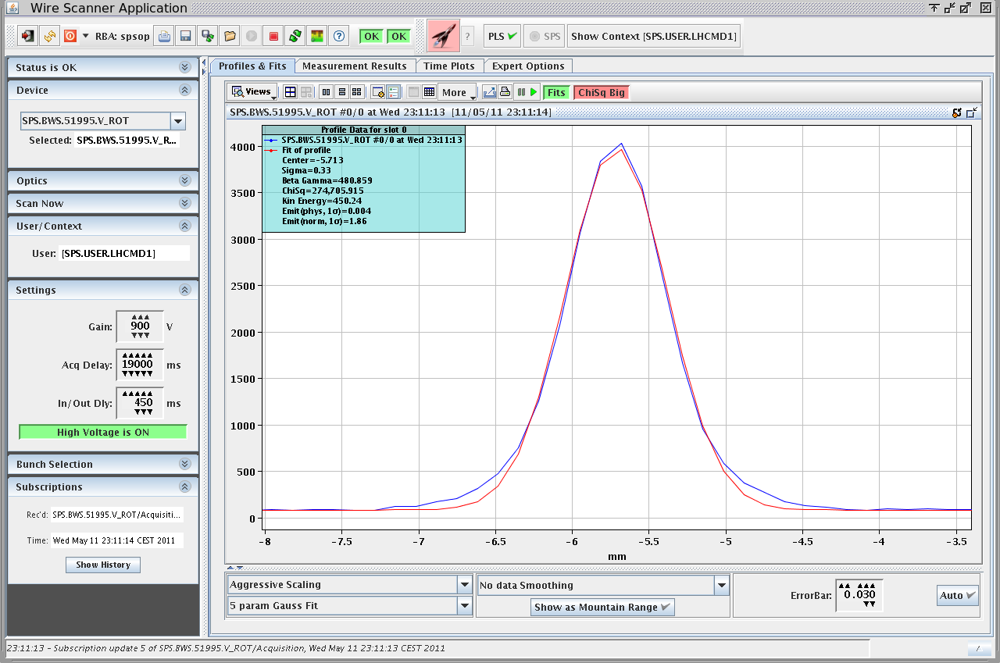 Wire Scanner Application
RBA: spsop
OK
OK
?
PLS
SPS
Show Context [SPS.USER.LHCMD1]
Status is OK
Device
SPS.BWS.51995.V_ROT
Selected: SPS.BWS.51995.V_R...
Optics
Scan Now
User/Context
User: [SPS.USER.LHCMD1]
Settings
Gain: 900 V
Acq Delay: 19000 ms
In/Out Dly: 450 ms
High Voltage is ON
Bunch Selection
Subscriptions
Rec'd: SPS.BWS.51995.V_ROT/Acquisiti...
Time: Wed May 11 23:11:14 CEST 2011
Show History
Profiles & Fits
Measurement Results
Time Plots
Expert Options
Views
More
Fits
ChiSq Big
SPS.BWS.51995.V_ROT #0/0 at Wed 23:11:13 [11/05/11 23:11:14]
Profile Data for slot 0
SPS.BWS.51995.V_ROT #0/0 at Wed 23:11:13
Fit of profile
Center=-5.713
Sigma=0.33
Beta Gamma=480.859
ChiSq=274,705.915
Kin Energy=450.24
Emit(phys, 1σ)=0.004
Emit(norm, 1σ)=1.86
4000
3500
3000
2500
2000
1500
1000
500
0
-8 -7.5 -7 -6.5 -6 -5.5 -5 -4.5 -4 -3.5
mm
Aggressive Scaling
5 param Gauss Fit
No data Smoothing
Show as Mountain Range
ErrorBar: 0.030
Auto
23:11:13 - Subscription update 5 of SPS.BWS.51995.V_ROT/Acquisition, Wed May 11 23:11:13 CEST 2011